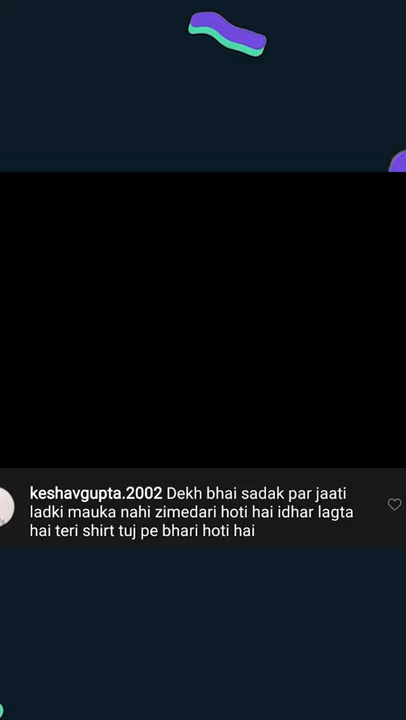 keshavgupta.2002 Dekh bhai sadak par jaati
ladki mauka nahi zimedari hoti hai idhar lagta
hai teri shirt tuj pe bhari hoti hai